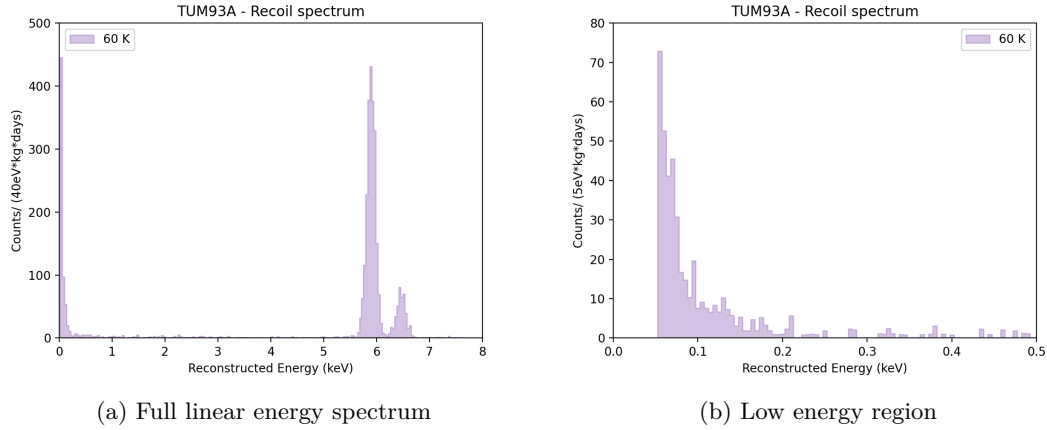 TUM93A - Recoil spectrum
500
400
300
200
100
0
Counts/ (40eV*kg*days)
60 K
0 1 2 3 4 5 6 7 8
Reconstructed Energy (keV)
(a) Full linear energy spectrum
TUM93A - Recoil spectrum
80
70
60
50
40
30
20
10
0
Counts/ (5eV*kg*days)
60 K
0.0 0.1 0.2 0.3 0.4 0.5
Reconstructed Energy (keV)
(b) Low energy region